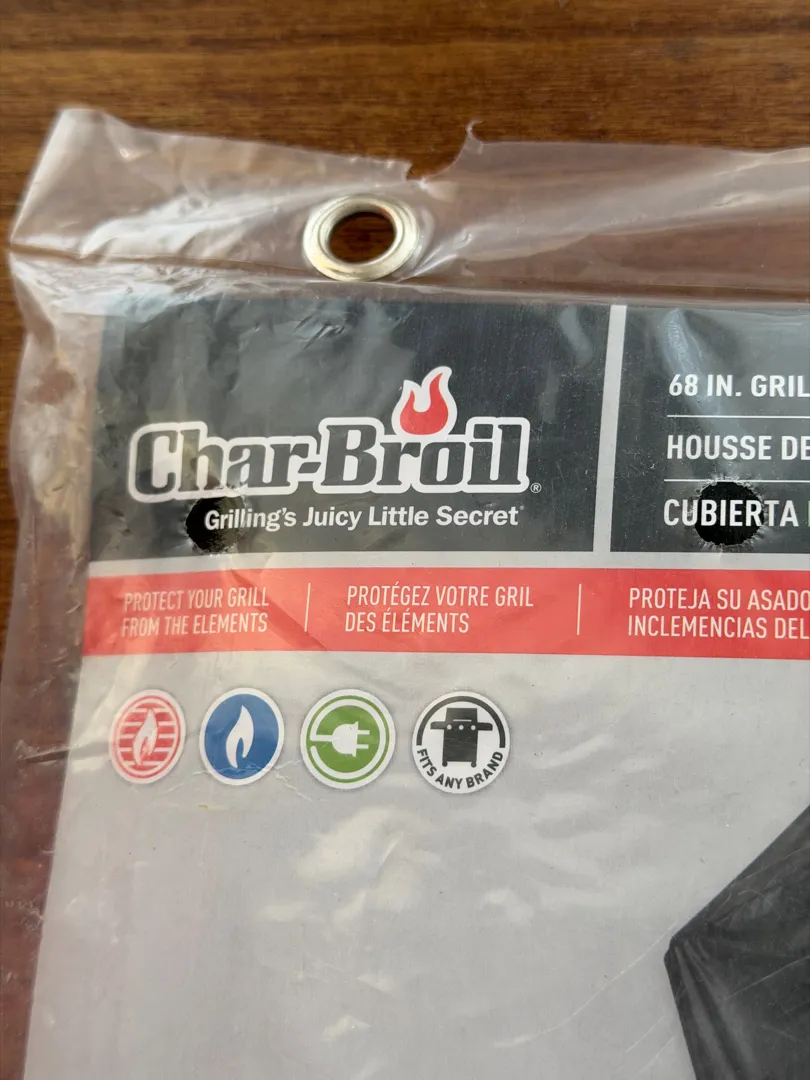 Char-Broil®
Grilling's Juicy Little Secret
68 IN. GRIL
HOUSSE DE
CUBIERTA
PROTECT YOUR GRILL
FROM THE ELEMENTS
PROTÉGEZ VOTRE GRIL
DES ÉLÉMENTS
PROTEJA SU ASADO
INCLEMENCIAS DEL
FITS ANY BRAND